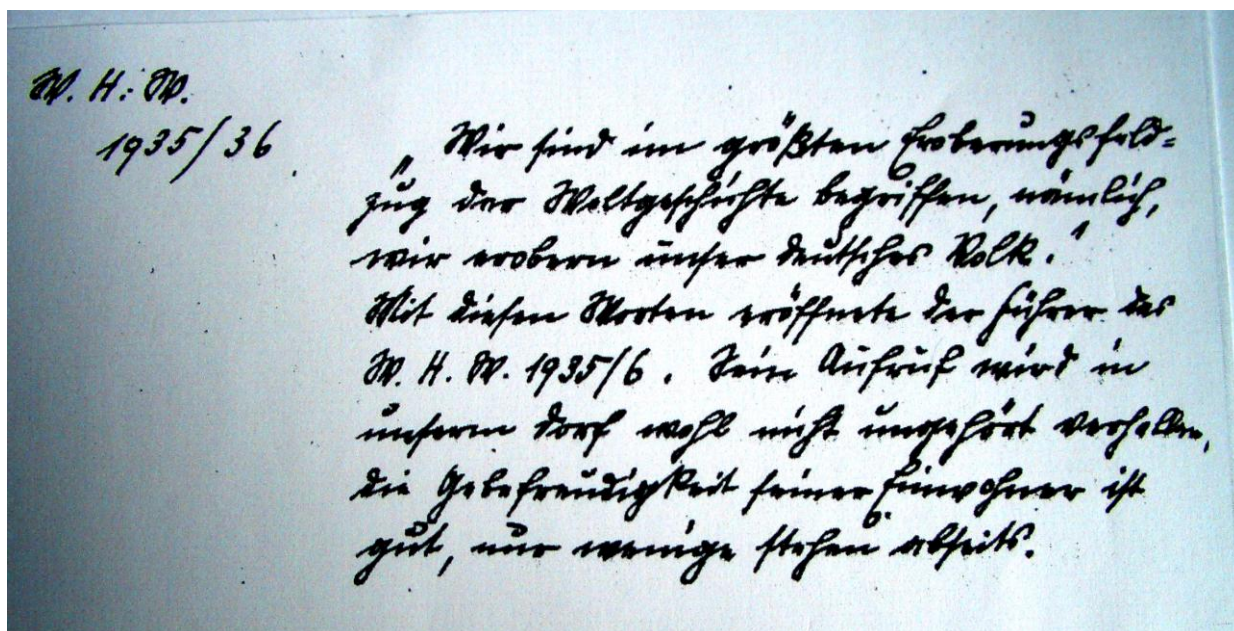 W. H. W.
1935/36
„Wir sind im größten Eroberungsfeld=
zug der Weltgeschichte begriffen, nämlich,
wir erobern unser deutsches Volk."
Mit diesen Worten eröffnete der Führer das
W. H. W. 1935/6. Sein Aufruf wird in
unserm Dorf wohl nicht ungehört verhallen,
die Gebefreudigkeit seiner Einwohner ist
gut, nur wenige stehen abseits.